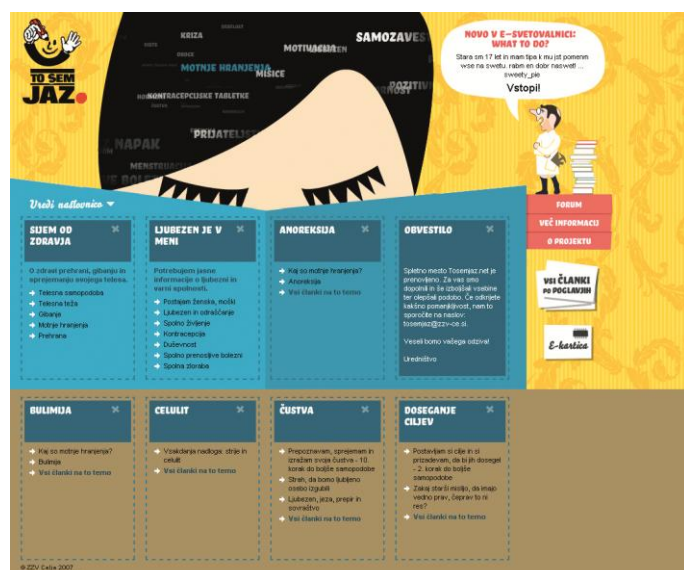 TO SEM
JAZ.
KRIZA
SAMOZAVES
MOTIVACIJA
MOTNJE HRANJENJA
MIŠICE
KONTRACEPCIJSKE TABLETKE
POZITIV
PRIJATELJST
NAPAK
MENSTRUACIJ
NOVO V E-SVETOVALNICI:
WHAT TO DO?
Stara sm 17 let in mam tipa k mu jst pomenm
vse na svetu. rabm en dobr nasvet! ...
sweety_pie
Vstopi!
Uredi naslovnico
FORUM
VEČ INFORMACIJ
O PROJEKTU
VSI ČLANKI
PO POGLAVJIH
E-kartica
SIJEM OD
ZDRAVJA
O zdravi prehrani, gibanju in
sprejemanju svojega telesa.
Telesna samopodoba
Telesna teža
Gibanje
Motnje hranjenja
Prehrana
LJUBEZEN JE V
MENI
Potrebujem jasne
informacije o ljubezni in
varni spolnosti.
Postajam ženska, moški
Ljubezen in odraščanje
Spolno življenje
Kontracepcija
Duševnost
Spolno prenosljive bolezni
Spolna zloraba
ANOREKSIJA
Kaj so motnje hranjenja?
Anoreksija
Vsi članki na to temo
OBVESTILO
Spletno mesto Tosemjaz.net je
prenovljeno. Za vas smo
dopolnili in še izboljšali vsebine
ter olepšali podobo. Če odkrijete
kakšno pomanjkljivost, nam to
sporočite na naslov:
tosemjaz@zzv-ce.si.
Veseli bomo vašega odziva!
Uredništvo
BULIMIJA
Kaj so motnje hranjenja?
Bulimija
Vsi članki na to temo
CELULIT
Vsakdanja nadloga: strije in
celulit
Vsi članki na to temo
ČUSTVA
Prepoznavam, sprejemam in
izražam svoja čustva - 10.
korak do boljše samopodobe
Strah, da bomo ljubljeno
osebo izgubili
Ljubezen, jeza, prepir in
sovraštvo
Vsi članki na to temo
DOSEGANJE
CILJEV
Postavljam si cilje in si
prizadevam, da bi jih dosegel
- 2. korak do boljše
samopodobe
Zakaj starši mislijo, da imajo
vedno prav, čeprav to ni
res?
Vsi članki na to temo
© ZZV Celje 2007